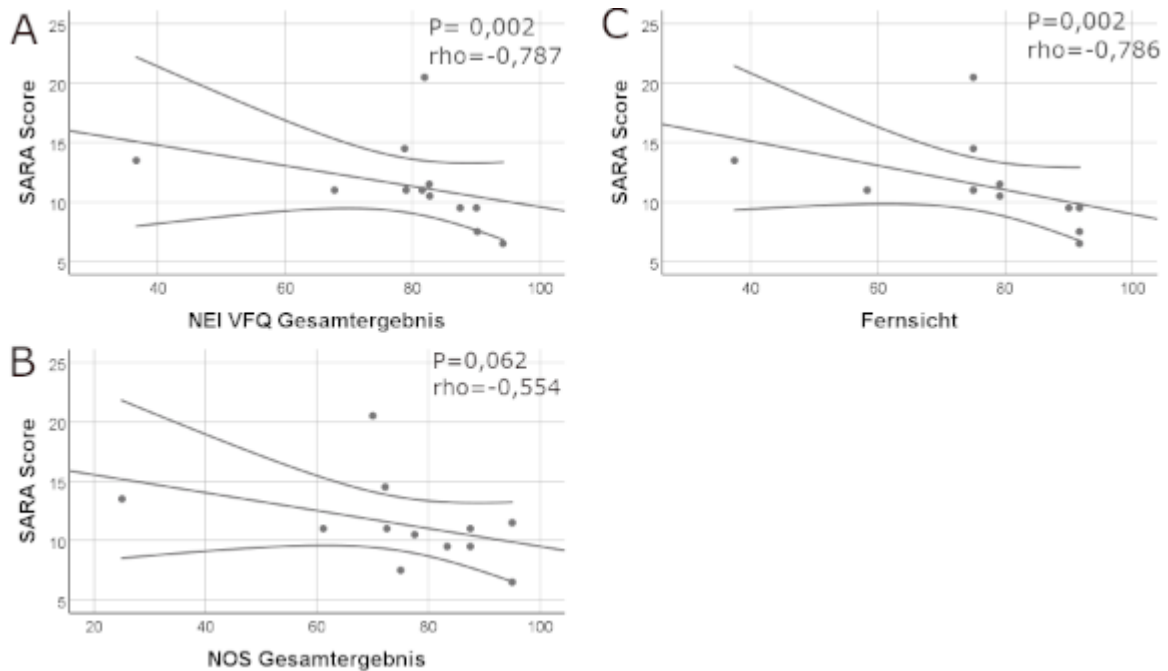 A
P= 0,002
rho=-0,787
SARA Score
25
20
15
10
5
40 60 80 100
NEI VFQ Gesamtergebnis
C
P=0,002
rho=-0,786
SARA Score
25
20
15
10
5
40 60 80 100
Fernsicht
B
P=0,062
rho=-0,554
SARA Score
25
20
15
10
5
20 40 60 80 100
NOS Gesamtergebnis